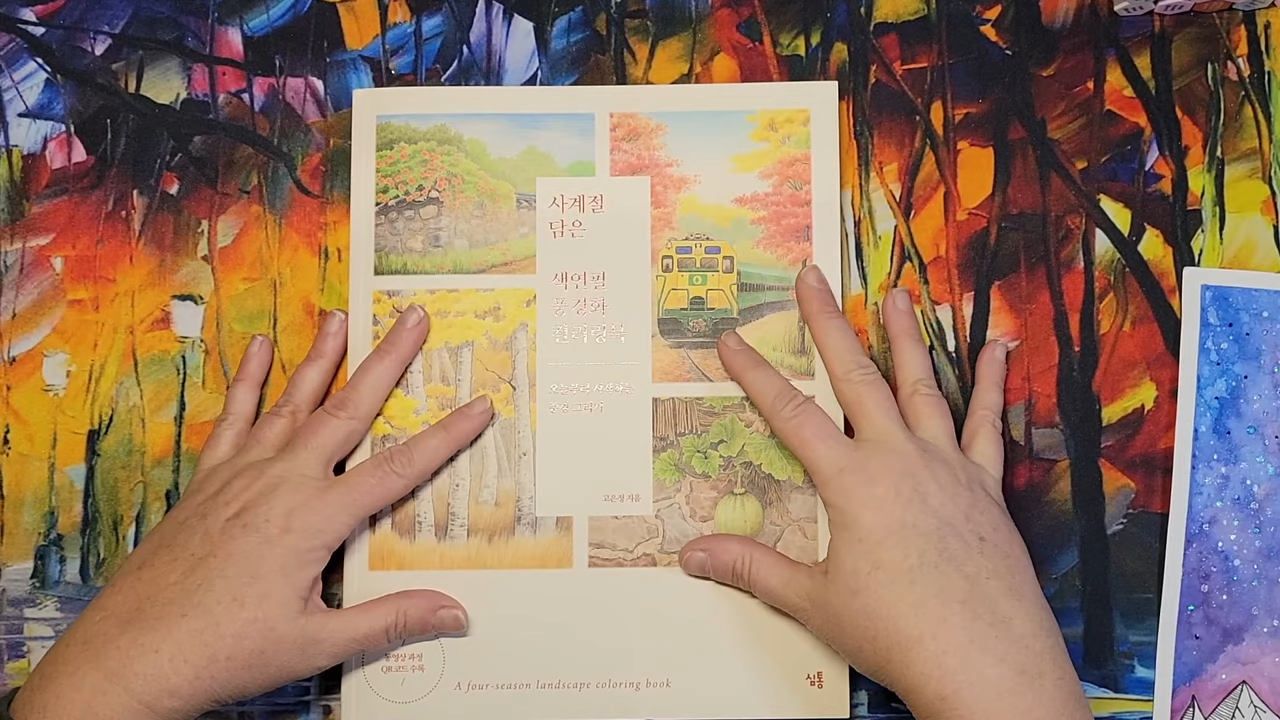 사계절
담은
색연필
풍경화
컬러링북
오늘부터 시작하는
풍경 그리기
고은정 지음
동영상 과정
QR코드 수록
A four-season landscape coloring book
심통